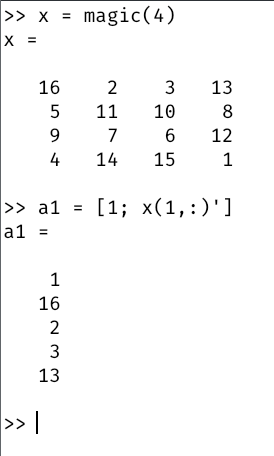 >> x = magic(4)
x =
16 2 3 13
5 11 10 8
9 7 6 12
4 14 15 1
>> a1 = [1; x(1,:)']
a1 =
1
16
2
3
13
>>